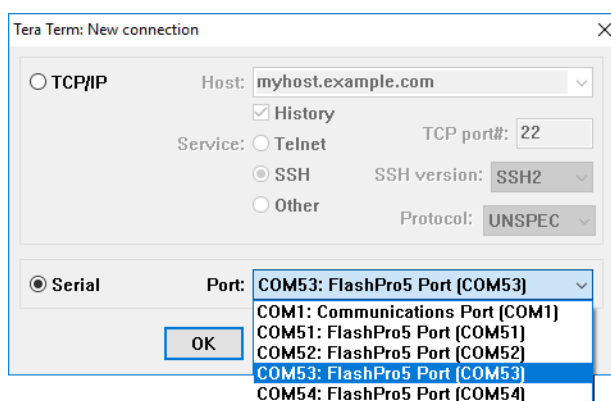 Tera Term: New connection
TCP/IP
Host: myhost.example.com
History
Service: Telnet
TCP port#: 22
SSH
SSH version: SSH2
Other
Protocol: UNSPEC
Serial
Port: COM53: FlashPro5 Port (COM53)
COM1: Communications Port (COM1)
COM51: FlashPro5 Port (COM51)
OK
COM52: FlashPro5 Port (COM52)
COM53: FlashPro5 Port (COM53)
COM54: FlashPro5 Port (COM54)